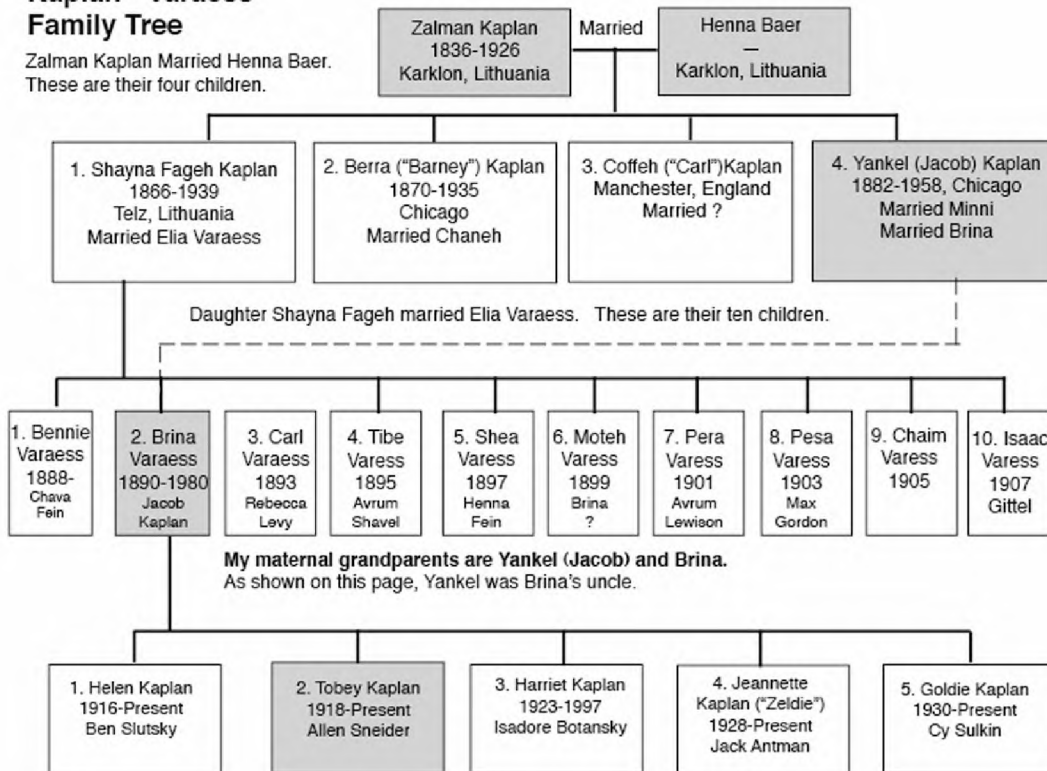 Family Tree
Zalman Kaplan Married Henna Baer.
These are their four children.
Zalman Kaplan
1836-1926
Karklon, Lithuania
Married
Henna Baer
—
Karklon, Lithuania
1. Shayna Fageh Kaplan
1866-1939
Telz, Lithuania
Married Elia Varaess
2. Berra ("Barney") Kaplan
1870-1935
Chicago
Married Chaneh
3. Coffeh ("Carl")Kaplan
Manchester, England
Married ?
4. Yankel (Jacob) Kaplan
1882-1958, Chicago
Married Minni
Married Brina
Daughter Shayna Fageh married Elia Varaess. These are their ten children.
1. Bennie
Varaess
1888-
Chava
Fein
2. Brina
Varaess
1890-1980
Jacob
Kaplan
3. Carl
Varaess
1893
Rebecca
Levy
4. Tibe
Varess
1895
Avrum
Shavel
5. Shea
Varess
1897
Henna
Fein
6. Moteh
Varess
1899
Brina
?
7. Pera
Varess
1901
Avrum
Lewison
8. Pesa
Varess
1903
Max
Gordon
9. Chaim
Varess
1905
10. Isaac
Varess
1907
Gittel
My maternal grandparents are Yankel (Jacob) and Brina.
As shown on this page, Yankel was Brina's uncle.
1. Helen Kaplan
1916-Present
Ben Slutsky
2. Tobey Kaplan
1918-Present
Allen Sneider
3. Harriet Kaplan
1923-1997
Isadore Botansky
4. Jeannette
Kaplan ("Zeldie")
1928-Present
Jack Antman
5. Goldie Kaplan
1930-Present
Cy Sulkin